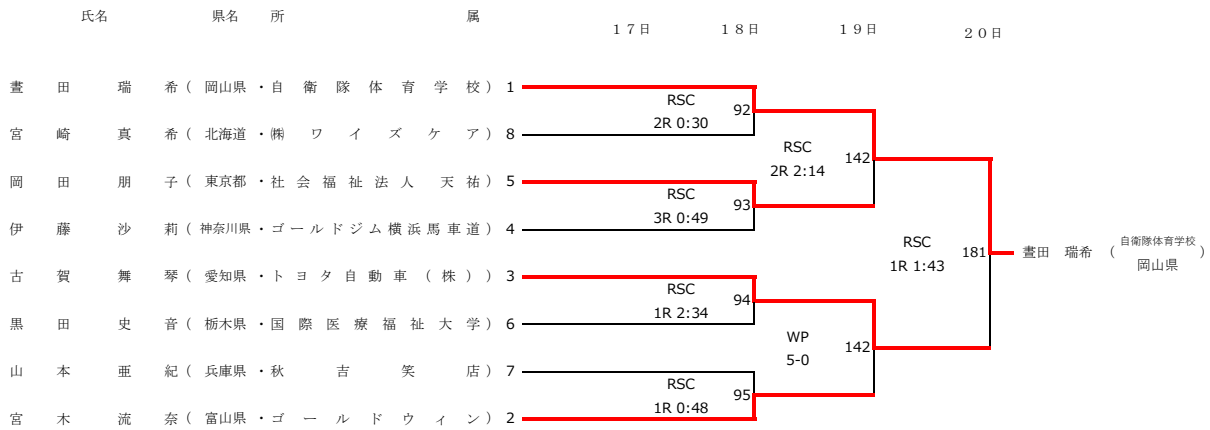 氏名 県名 所 属
17日 18日 19日 20日
晝田瑞希(岡山県・自衛隊体育学校) 1
RSC 92
2R 0:30
宮崎真希(北海道・㈱ワイズケア) 8
RSC 142
2R 2:14
岡田朋子(東京都・社会福祉法人天祐) 5
RSC 93
3R 0:49
伊藤沙莉(神奈川県・ゴールドジム横浜馬車道) 4
RSC 181
1R 1:43
晝田 瑞希 (自衛隊体育学校)
岡山県
古賀舞琴(愛知県・トヨタ自動車(株)) 3
RSC 94
1R 2:34
黒田史音(栃木県・国際医療福祉大学) 6
WP 142
5-0
山本亜紀(兵庫県・秋吉笑店) 7
RSC 95
1R 0:48
宮木流奈(富山県・ゴールドウィン) 2